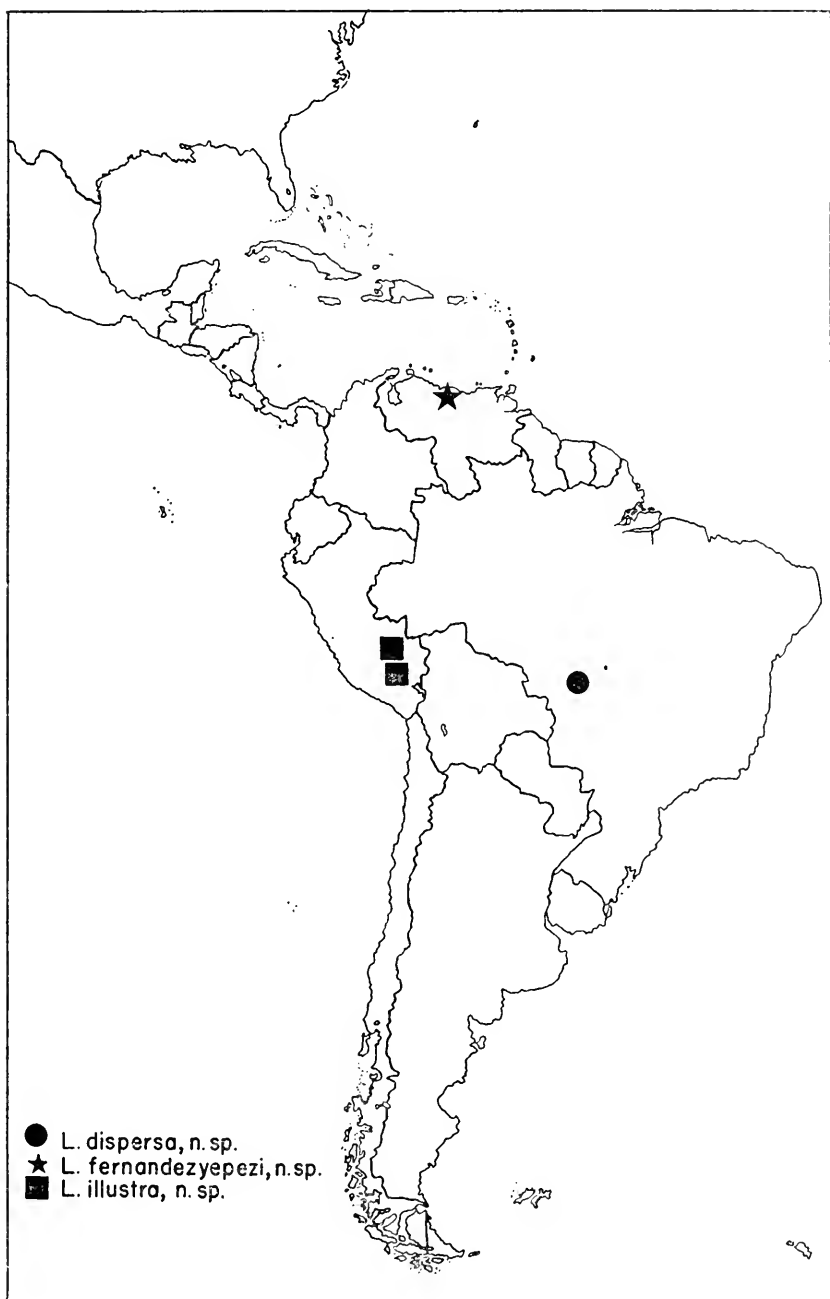 L. dispersa, n. sp.
L. fernandezyepezi, n. sp.
L. illustra, n. sp.